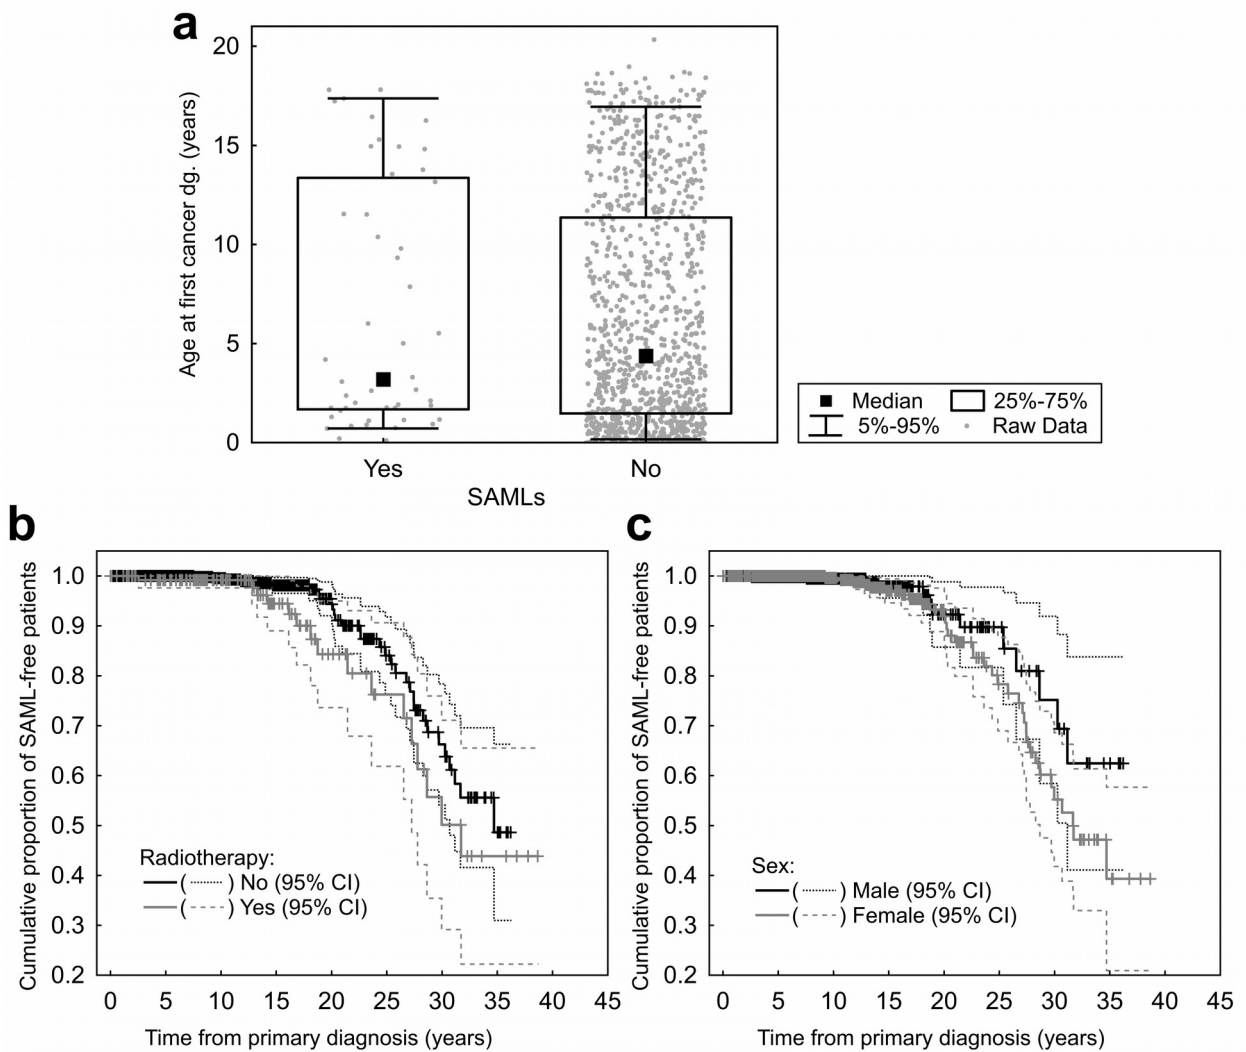 a
20
15
10
5
0
Age at first cancer dg. (years)
Yes
No
SAMLs
Median
25%-75%
5%-95%
Raw Data
b
1.0
0.9
0.8
0.7
0.6
0.5
0.4
0.3
0.2
Cumulative proportion of SAML-free patients
Radiotherapy:
( ) No (95% CI)
( ) Yes (95% CI)
0 5 10 15 20 25 30 35 40 45
Time from primary diagnosis (years)
c
1.0
0.9
0.8
0.7
0.6
0.5
0.4
0.3
0.2
Cumulative proportion of SAML-free patients
Sex:
( ) Male (95% CI)
( ) Female (95% CI)
0 5 10 15 20 25 30 35 40 45
Time from primary diagnosis (years)